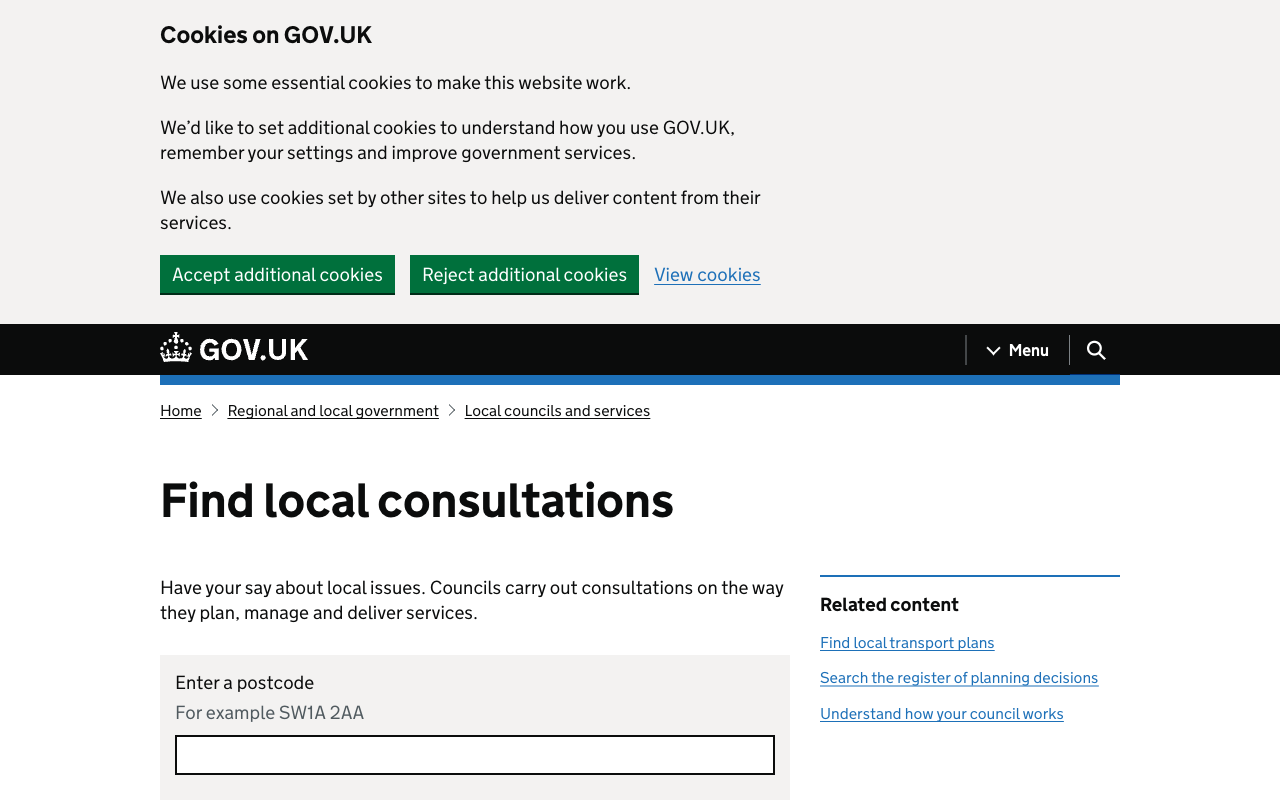 Cookies on GOV.UK
We use some essential cookies to make this website work.
We’d like to set additional cookies to understand how you use GOV.UK,
remember your settings and improve government services.
We also use cookies set by other sites to help us deliver content from their
services.
Accept additional cookies
Reject additional cookies
View cookies
GOV.UK
Menu
Home
Regional and local government
Local councils and services
Find local consultations
Have your say about local issues. Councils carry out consultations on the way
they plan, manage and deliver services.
Enter a postcode
For example SW1A 2AA
Related content
Find local transport plans
Search the register of planning decisions
Understand how your council works